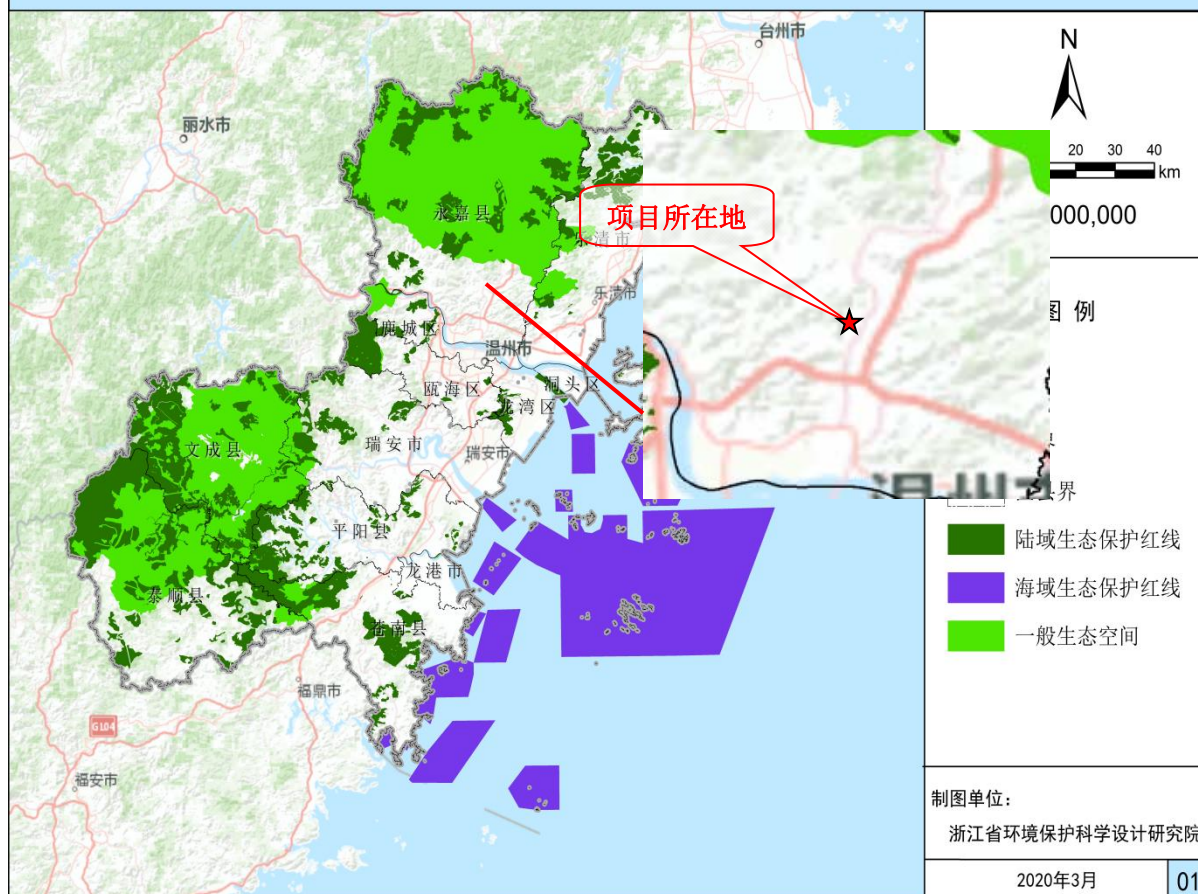 台州市
N
丽水市
20 30 40
km
永嘉县
项目所在地
000,000
乐清市
乐清市
图 例
鹿城区
温州市
洞头区
瓯海区
龙湾区
文成县
瑞安市
瑞安市
县界
平阳县
陆域生态保护红线
龙港市
海域生态保护红线
泰顺县
苍南县
一般生态空间
福鼎市
G104
福安市
制图单位：
浙江省环境保护科学设计研究院
2020年3月
01